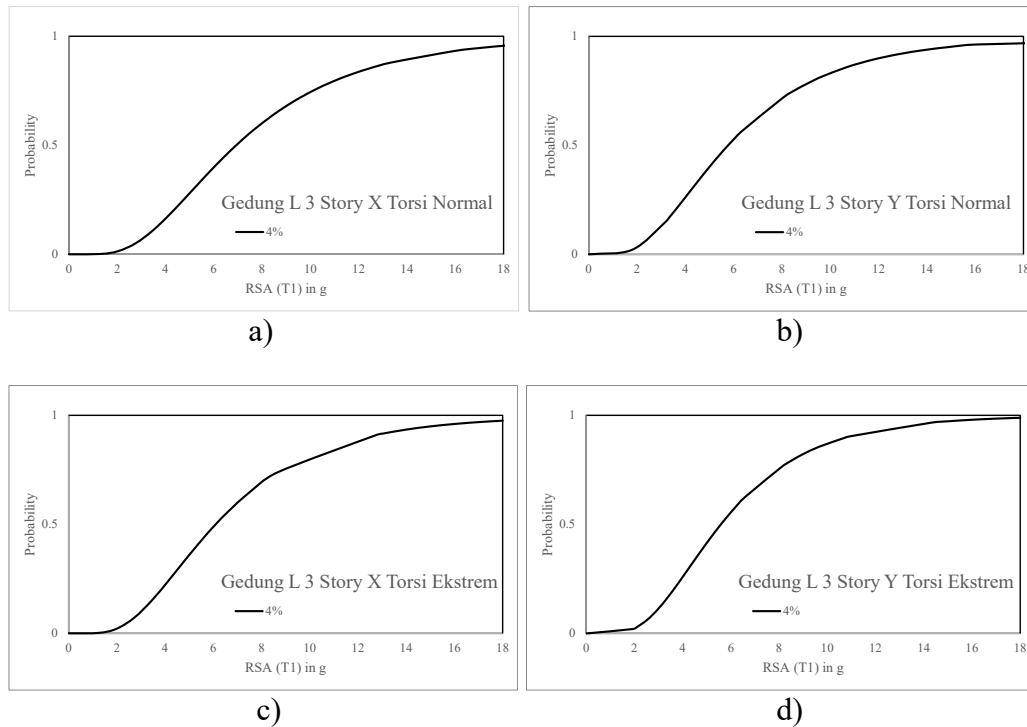 1
0.5
0
Probability
Gedung L 3 Story X Torsi Normal
4%
0 2 4 6 8 10 12 14 16 18
RSA (T1) in g
a)
1
0.5
0
Probability
Gedung L 3 Story Y Torsi Normal
4%
0 2 4 6 8 10 12 14 16 18
RSA (T1) in g
b)
1
0.5
0
Probability
Gedung L 3 Story X Torsi Ekstrem
4%
0 2 4 6 8 10 12 14 16 18
RSA (T1) in g
c)
1
0.5
0
Probability
Gedung L 3 Story Y Torsi Ekstrem
4%
0 2 4 6 8 10 12 14 16 18
RSA (T1) in g
d)